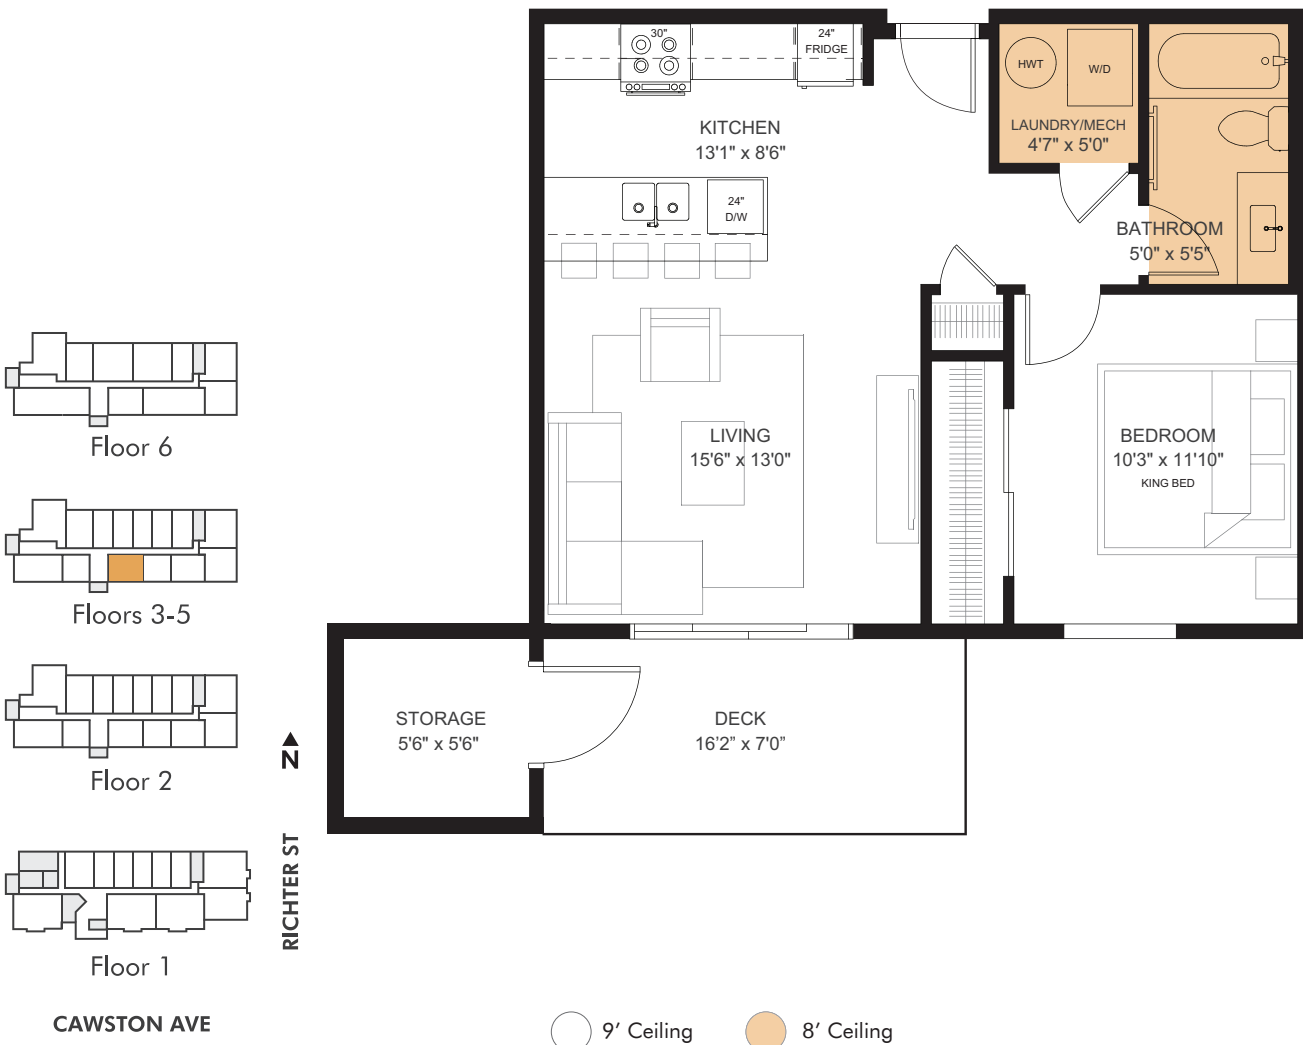 30"
24"
FRIDGE
HWT
W/D
LAUNDRY/MECH
4'7" x 5'0"
KITCHEN
13'1" x 8'6"
24"
D/W
BATHROOM
5'0" x 5'5"
LIVING
15'6" x 13'0"
BEDROOM
10'3" x 11'10"
KING BED
STORAGE
5'6" x 5'6"
DECK
16’2” x 7’0”
Floor 6
Floors 3-5
Floor 2
Floor 1
N
RICHTER ST
CAWSTON AVE
9’ Ceiling
8’ Ceiling